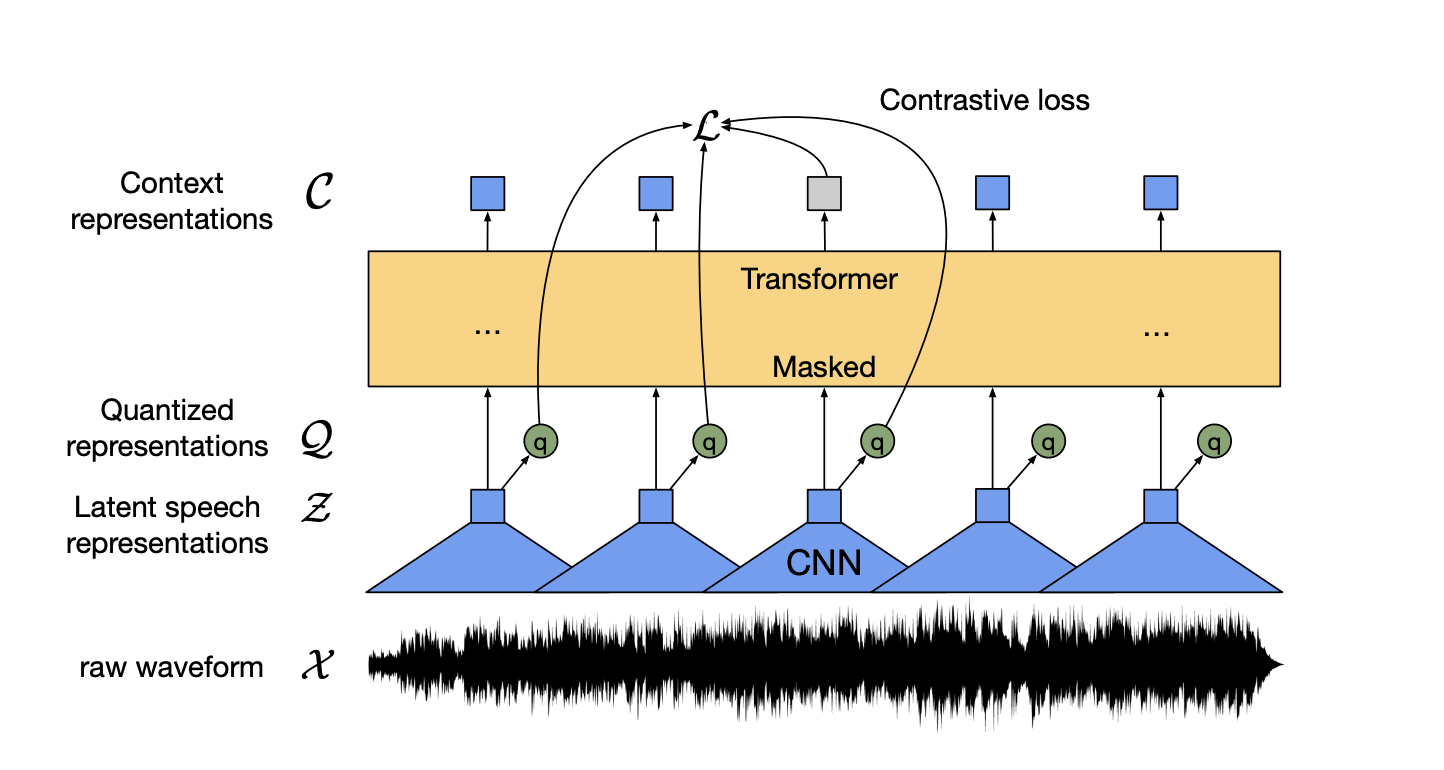 Contrastive loss
ℒ
Context
representations
𝒞
Transformer
...
...
Masked
Quantized
representations
𝒬
q
q
q
q
q
Latent speech
representations
𝒵
CNN
raw waveform
𝒳